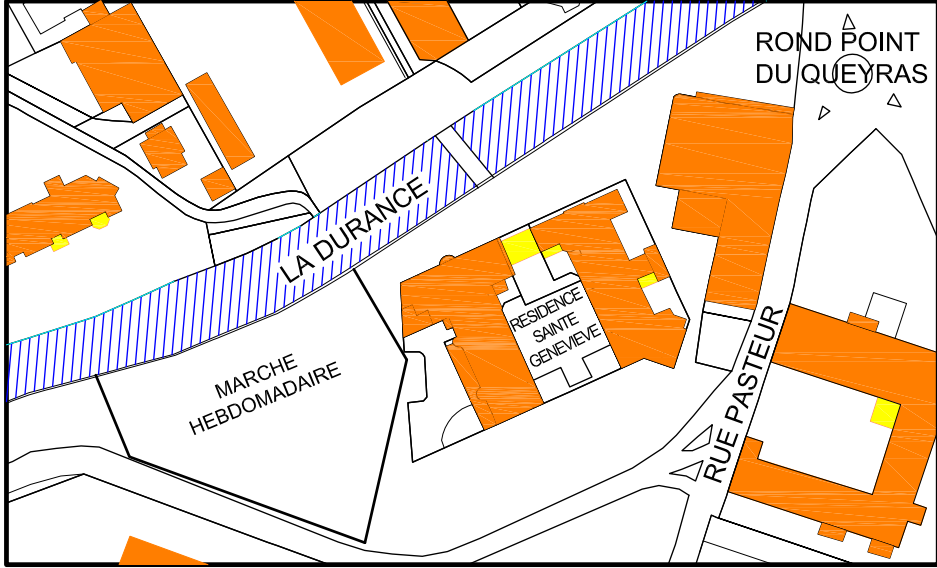 ROND POINT
DU QUEYRAS
LA DURANCE
RESIDENCE
SAINTE
GENEVIEVE
MARCHE
HEBDOMADAIRE
RUE PASTEUR